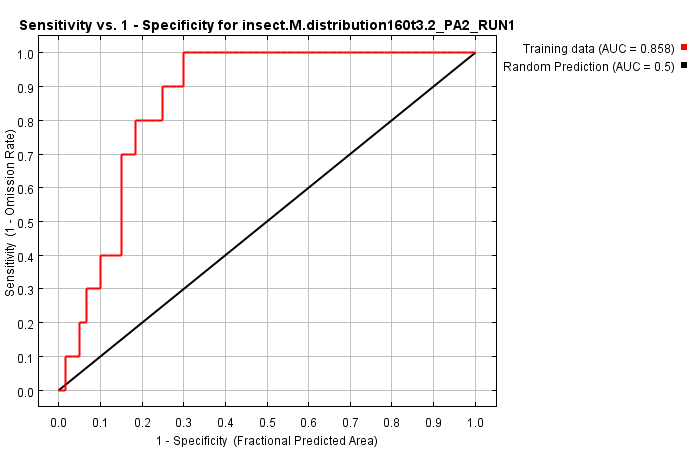 Sensitivity vs. 1 - Specificity for insect.M.distribution160t3.2_PA2_RUN1
Training data (AUC = 0.858)
Random Prediction (AUC = 0.5)
Sensitivity (1 - Omission Rate)
1.0
0.9
0.8
0.7
0.6
0.5
0.4
0.3
0.2
0.1
0.0
0.0 0.1 0.2 0.3 0.4 0.5 0.6 0.7 0.8 0.9 1.0
1 - Specificity (Fractional Predicted Area)